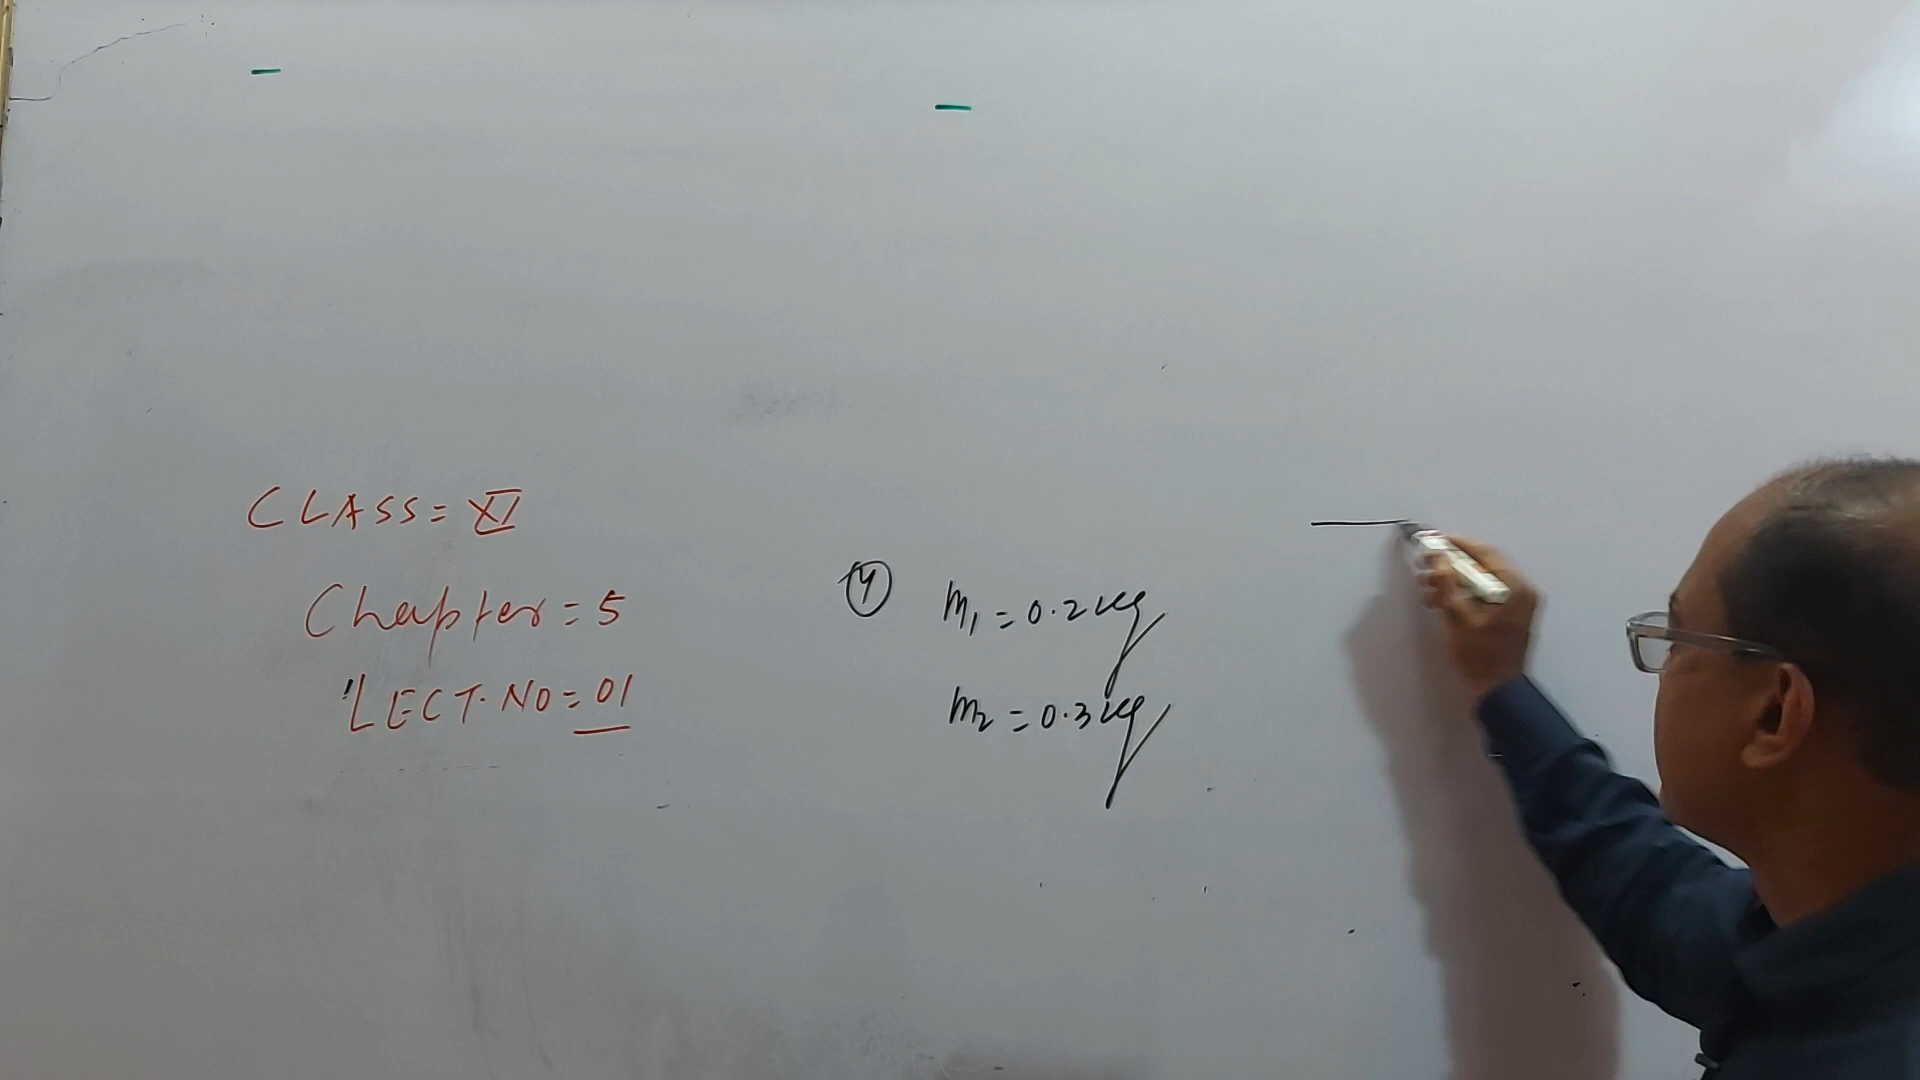 CLASS = XI
Chapter = 5
LECT. NO = 01
④ m₁ = 0.2 kg
m₂ = 0.3 kg